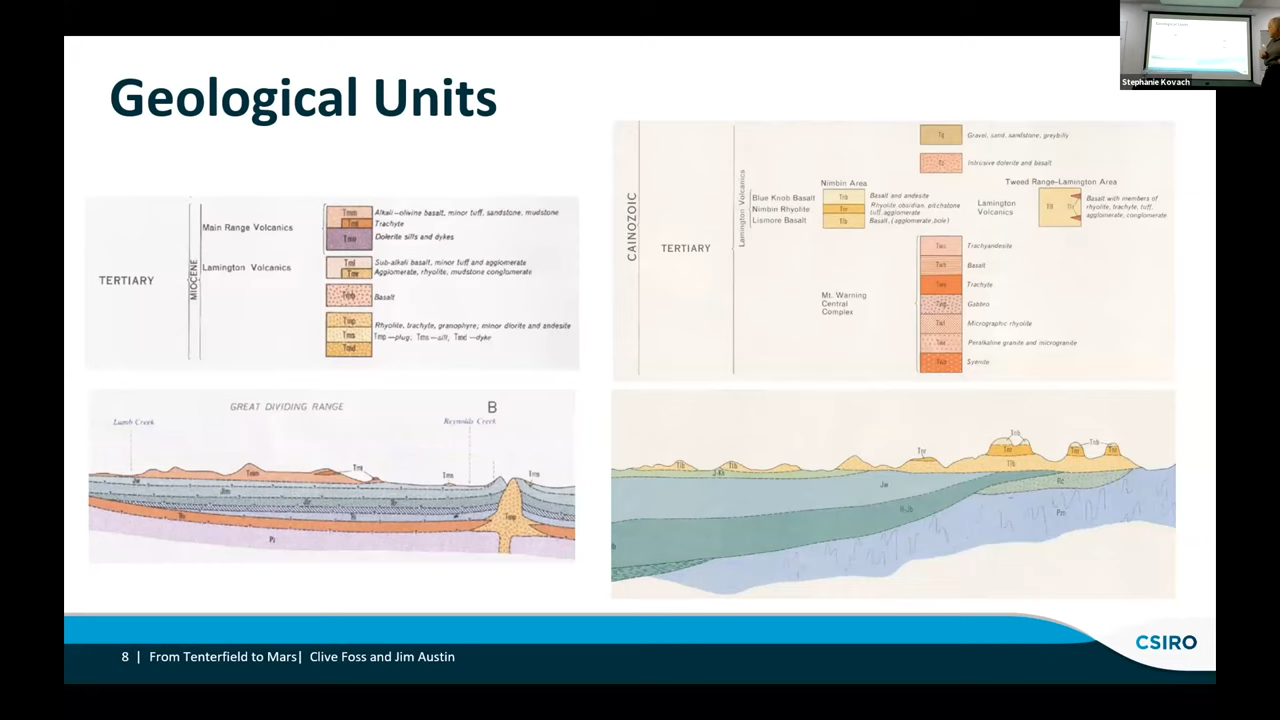 Stephanie Kovach
Geological Units
TERTIARY
MIOCENE
Main Range Volcanics
Lamington Volcanics
Alkali-olivine basalt, minor tuff, sandstone, mudstone
Trachyte
Dolerite sills and dykes
Sub-alkali basalt, minor tuff and agglomerate
Agglomerate, rhyolite, mudstone conglomerate
Basalt
Rhyolite, trachyte, granophyre; minor diorite and andesite
Tmp—plug, Tms—sill, Tmd—dyke
CAINOZOIC
TERTIARY
Lamington Volcanics
Gravel, sand, sandstone, greybilly
Intrusive dolerite and basalt
Nimbin Area
Blue Knob Basalt
Nimbin Rhyolite
Lismore Basalt
Basalt and andesite
Rhyolite obsidian, pitchstone
tuff, agglomerate
Basalt, (agglomerate, bole)
Tweed Range-Lamington Area
Lamington
Volcanics
Basalt with members of
rhyolite, trachyte, tuff,
agglomerate, conglomerate
Mt. Warning
Central
Complex
Trachyandesite
Basalt
Trachyte
Gabbro
Micrographic rhyolite
Peralkaline granite and microgranite
Syenite
GREAT DIVIDING RANGE
B
Lumb Creek
Reynolds Creek
8 | From Tenterfield to Mars| Clive Foss and Jim Austin
CSIRO